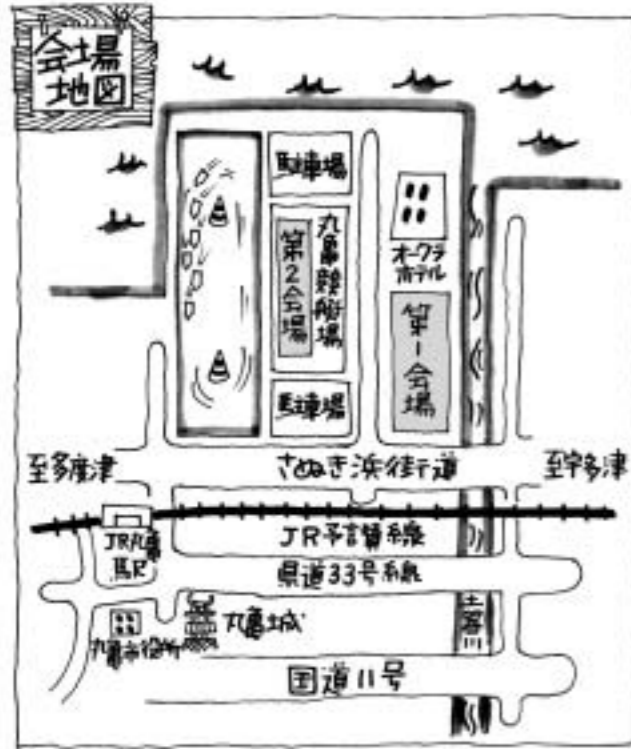 会場
地図
駐車場
丸亀競艇場
第2会場
オークラ
ホテル
第1会場
駐車場
至多度津
さぬき浜街道
至宇多津
JR予讃線
JR丸亀
駅
県道33号線
土器川
丸亀市役所
丸亀城
国道11号